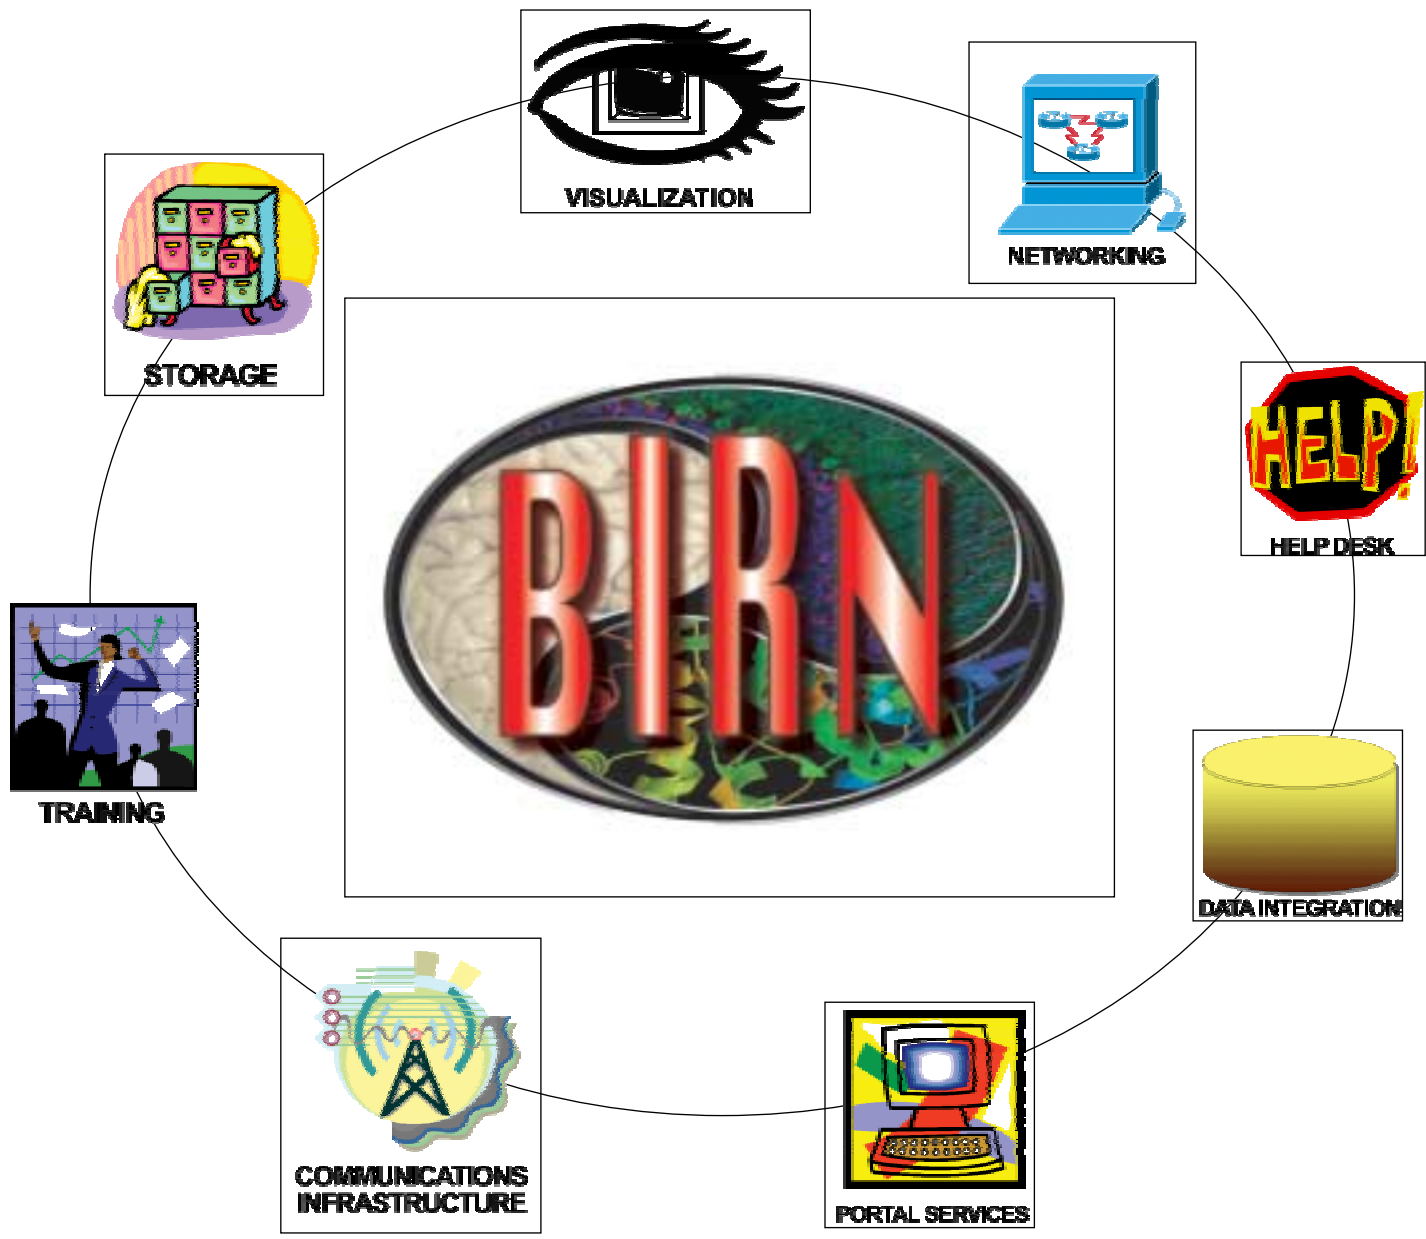 VISUALIZATION
NETWORKING
STORAGE
HELP!
HELP DESK
BIRN
TRAINING
DATA INTEGRATION
COMMUNICATIONS
INFRASTRUCTURE
PORTAL SERVICES